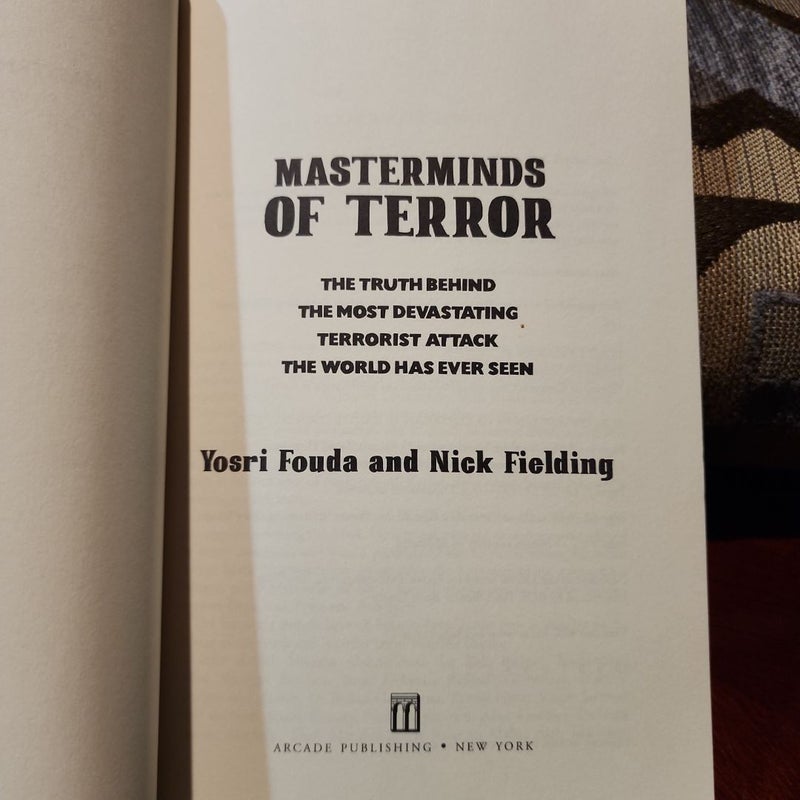 MASTERMINDS
OF TERROR
THE TRUTH BEHIND
THE MOST DEVASTATING
TERRORIST ATTACK
THE WORLD HAS EVER SEEN
Yosri Fouda and Nick Fielding
ARCADE PUBLISHING • NEW YORK